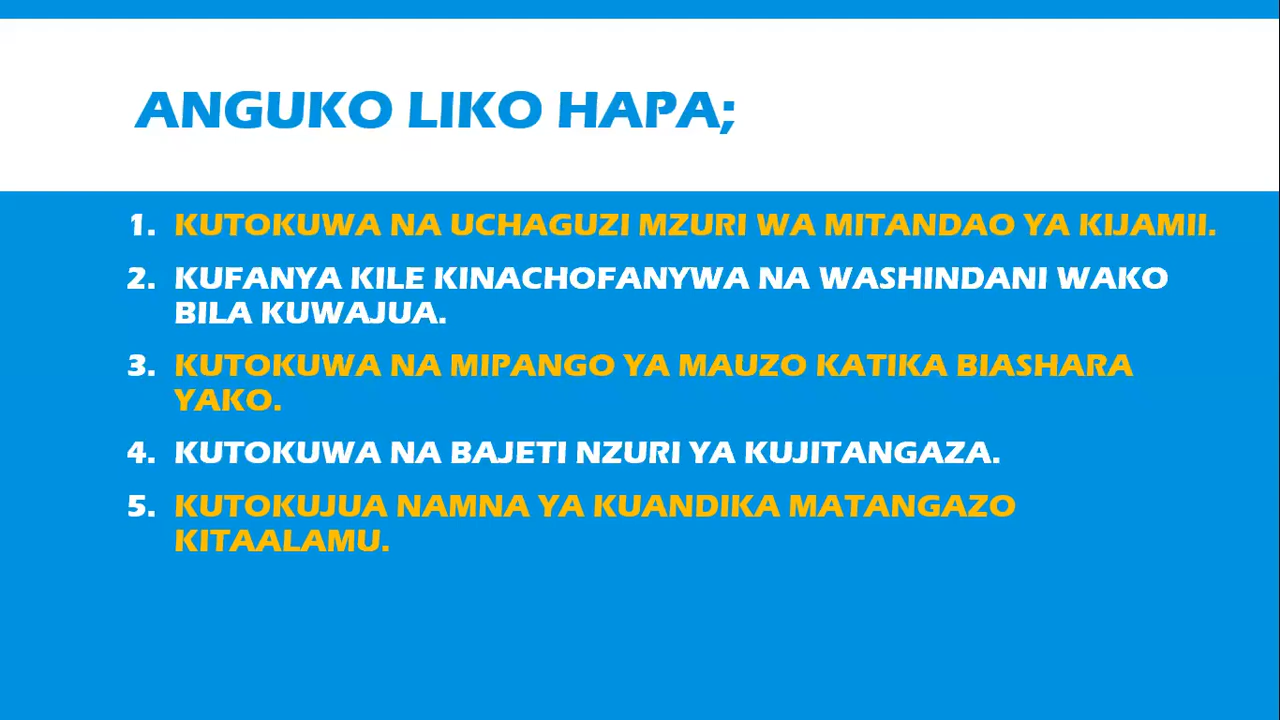 ANGUKO LIKO HAPA;
1. KUTOKUWA NA UCHAGUZI MZURI WA MITANDAO YA KIJAMII.
2. KUFANYA KILE KINACHOFANYWA NA WASHINDANI WAKO
BILA KUWAJUA.
3. KUTOKUWA NA MIPANGO YA MAUZO KATIKA BIASHARA
YAKO.
4. KUTOKUWA NA BAJETI NZURI YA KUJITANGAZA.
5. KUTOKUJUA NAMNA YA KUANDIKA MATANGAZO
KITAALAMU.